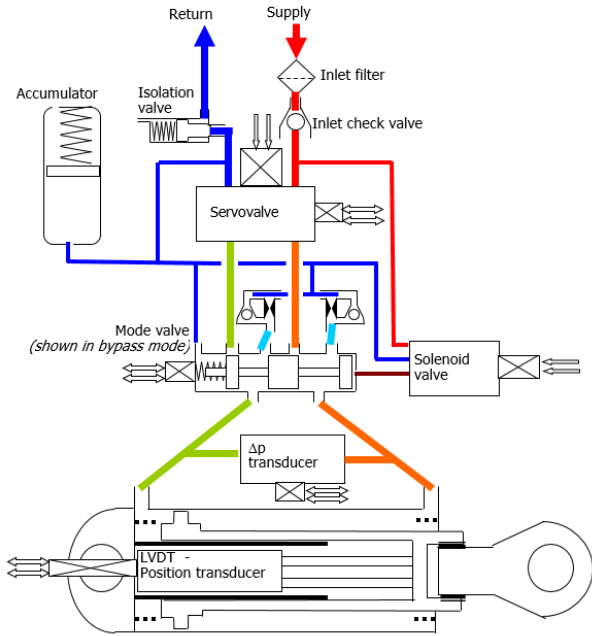 Return
Supply
Inlet filter
Isolation
valve
Accumulator
Inlet check valve
Servovalve
Mode valve
(shown in bypass mode)
Solenoid
valve
Δp
transducer
LVDT -
Position transducer